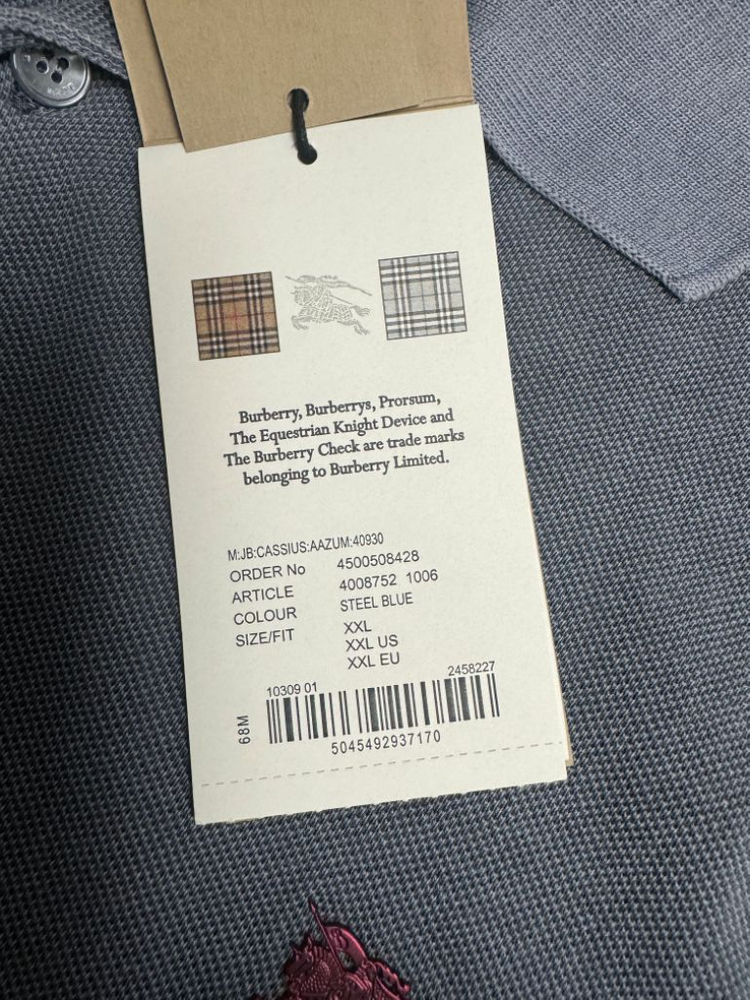 Burberry, Burberrys, Prorsum,
The Equestrian Knight Device and
The Burberry Check are trade marks
belonging to Burberry Limited.
M:JB:CASSIUS:AAZUM:40930
ORDER No 4500508428
ARTICLE 4008752 1006
COLOUR STEEL BLUE
SIZE/FIT XXL
XXL US
XXL EU
10309 01 2458227
68M
5045492937170